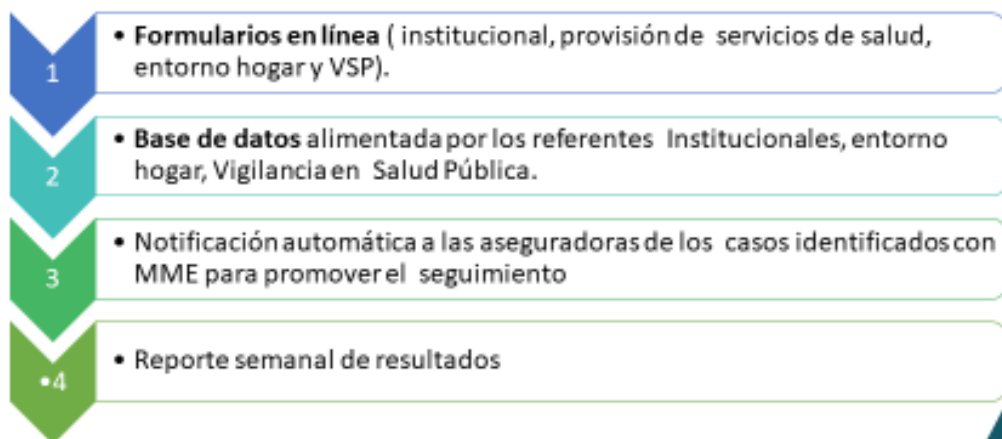 1
• Formularios en línea ( institucional, provisión de servicios de salud,
entorno hogar y VSP).
2
• Base de datos alimentada por los referentes Institucionales, entorno
hogar, Vigilancia en Salud Pública.
3
• Notificación automática a las aseguradoras de los casos identificados con
MME para promover el seguimiento
•4
• Reporte semanal de resultados